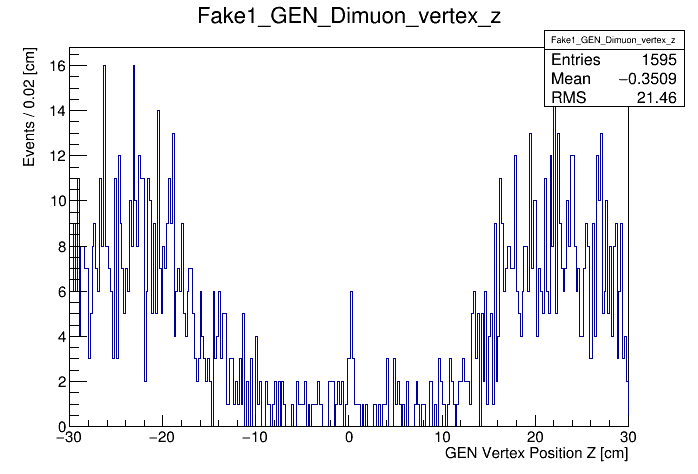 Fake1_GEN_Dimuon_vertex_z
Fake1_GEN_Dimuon_vertex_z
Entries 1595
Mean −0.3509
RMS 21.46
Events / 0.02 [cm]
16
14
12
10
8
6
4
2
0
−30 −20 −10 0 10 20 30
GEN Vertex Position Z [cm]